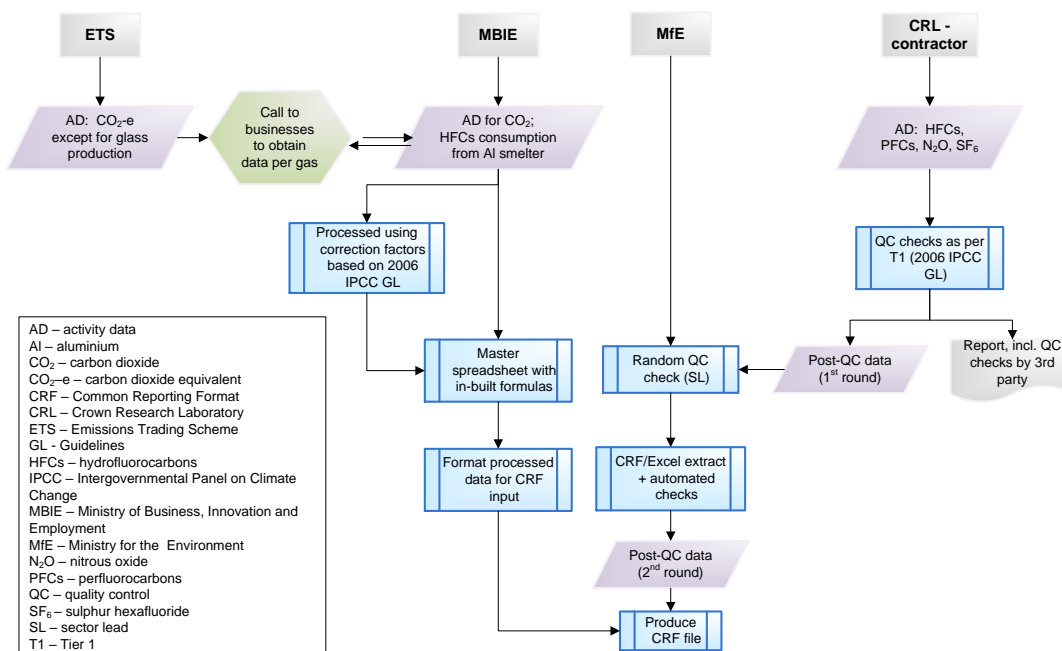 ETS
MBIE
MfE
CRL -
contractor
AD:  CO₂-e
except for glass
production
Call to
businesses
to obtain
data per gas
AD for CO₂;
HFCs consumption
from Al smelter
AD:  HFCs,
PFCs, N₂O, SF₆
Processed using
correction factors
based on 2006
IPCC GL
QC checks as per
T1 (2006 IPCC
GL)
Master
spreadsheet with
in-built formulas
Random QC
check (SL)
Post-QC data
(1ˢᵗ round)
Report, incl. QC
checks by 3rd
party
Format processed
data for CRF
input
CRF/Excel extract
+ automated
checks
Post-QC data
(2ⁿᵈ round)
Produce
CRF file
AD – activity data
Al – aluminium
CO₂ – carbon dioxide
CO₂–e – carbon dioxide equivalent
CRF – Common Reporting Format
CRL – Crown Research Laboratory
ETS – Emissions Trading Scheme
GL - Guidelines
HFCs – hydrofluorocarbons
IPCC – Intergovernmental Panel on Climate
Change
MBIE – Ministry of Business, Innovation and
Employment
MfE – Ministry for the  Environment
N₂O – nitrous oxide
PFCs – perfluorocarbons
QC – quality control
SF₆ – sulphur hexafluoride
SL – sector lead
T1 – Tier 1